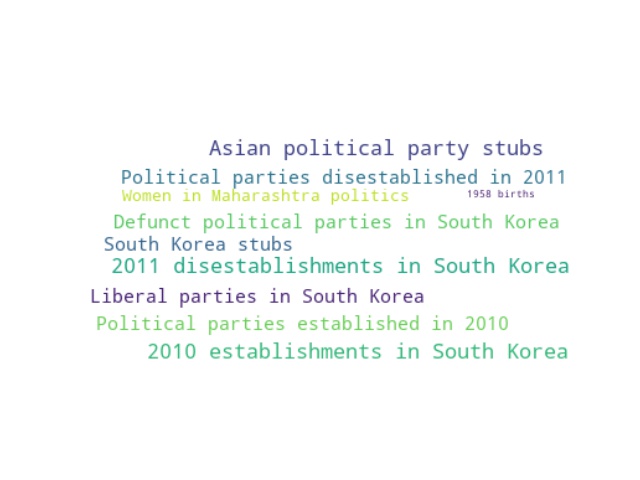 Asian political party stubs
Political parties disestablished in 2011
Women in Maharashtra politics 1958 births
Defunct political parties in South Korea
South Korea stubs
2011 disestablishments in South Korea
Liberal parties in South Korea
Political parties established in 2010
2010 establishments in South Korea